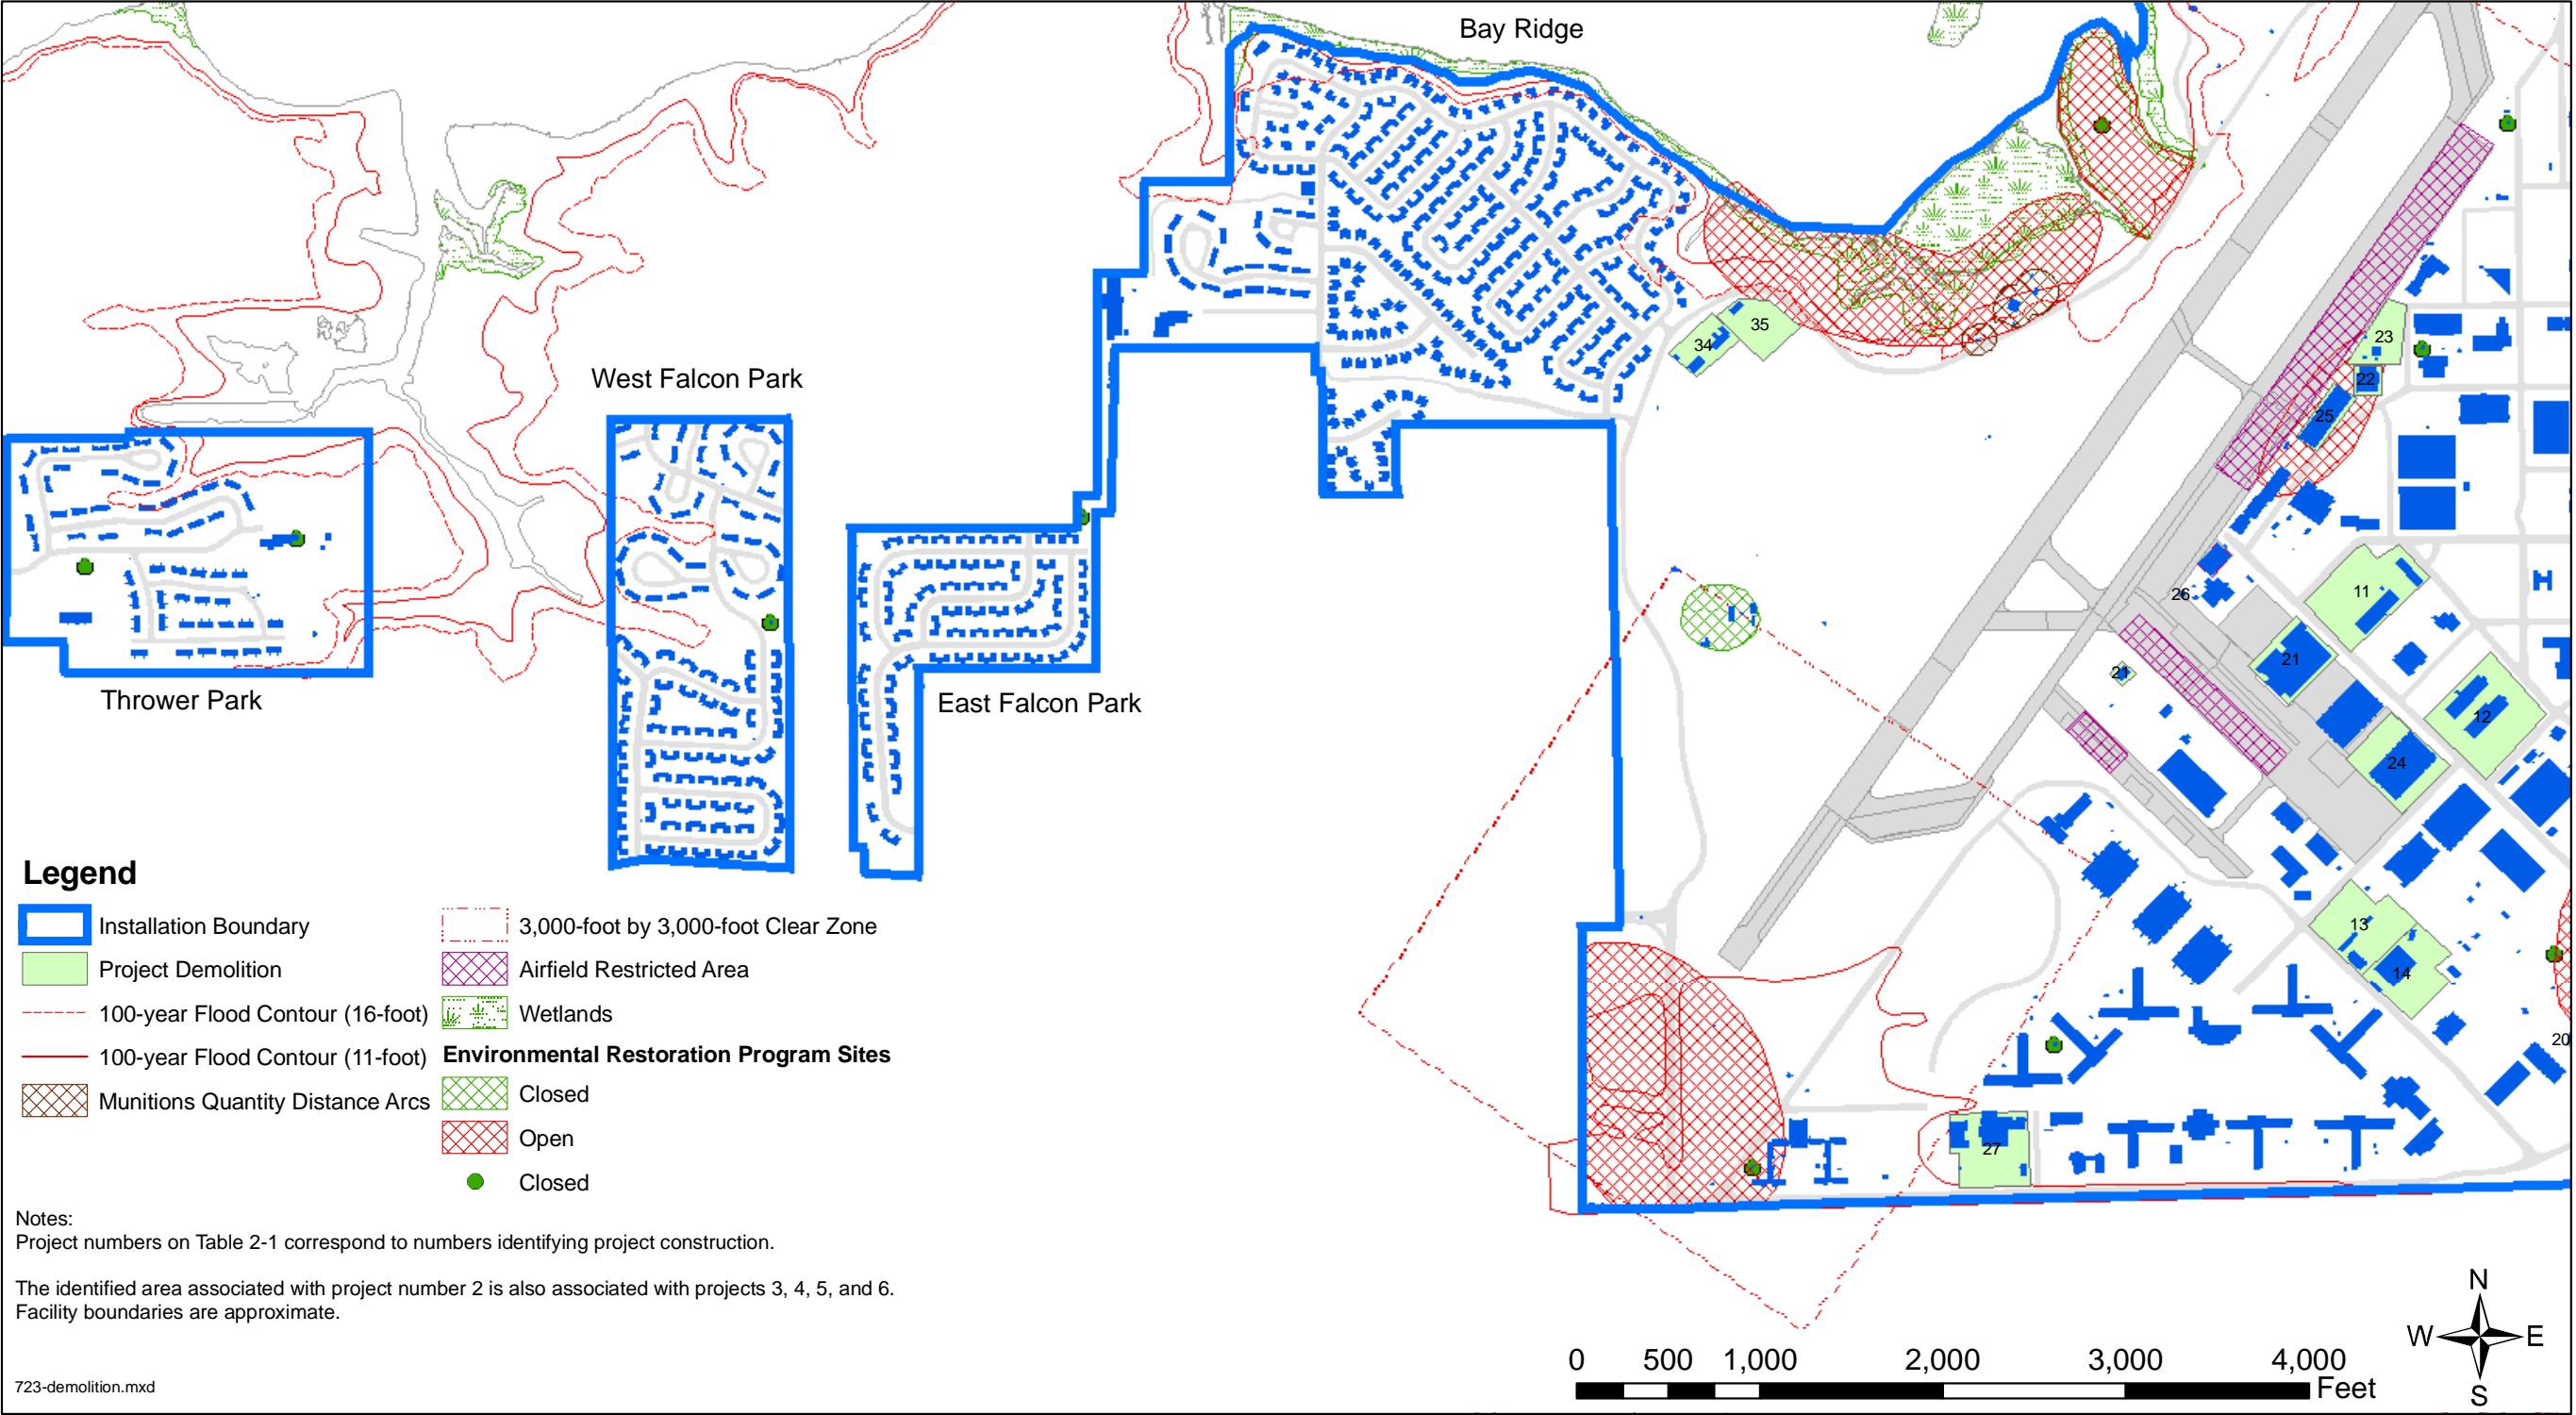 Bay Ridge
35
34
23
22
25
West Falcon Park
26
11
21
21
Thrower Park
East Falcon Park
12
24
13
14
20
27
Legend
Installation Boundary
Project Demolition
100-year Flood Contour (16-foot)
100-year Flood Contour (11-foot)
Munitions Quantity Distance Arcs
3,000-foot by 3,000-foot Clear Zone
Airfield Restricted Area
Wetlands
Environmental Restoration Program Sites
Closed
Open
Closed
Notes:
Project numbers on Table 2-1 correspond to numbers identifying project construction.
The identified area associated with project number 2 is also associated with projects 3, 4, 5, and 6.
Facility boundaries are approximate.
723-demolition.mxd
N
W E
S
0 500 1,000 2,000 3,000 4,000
Feet